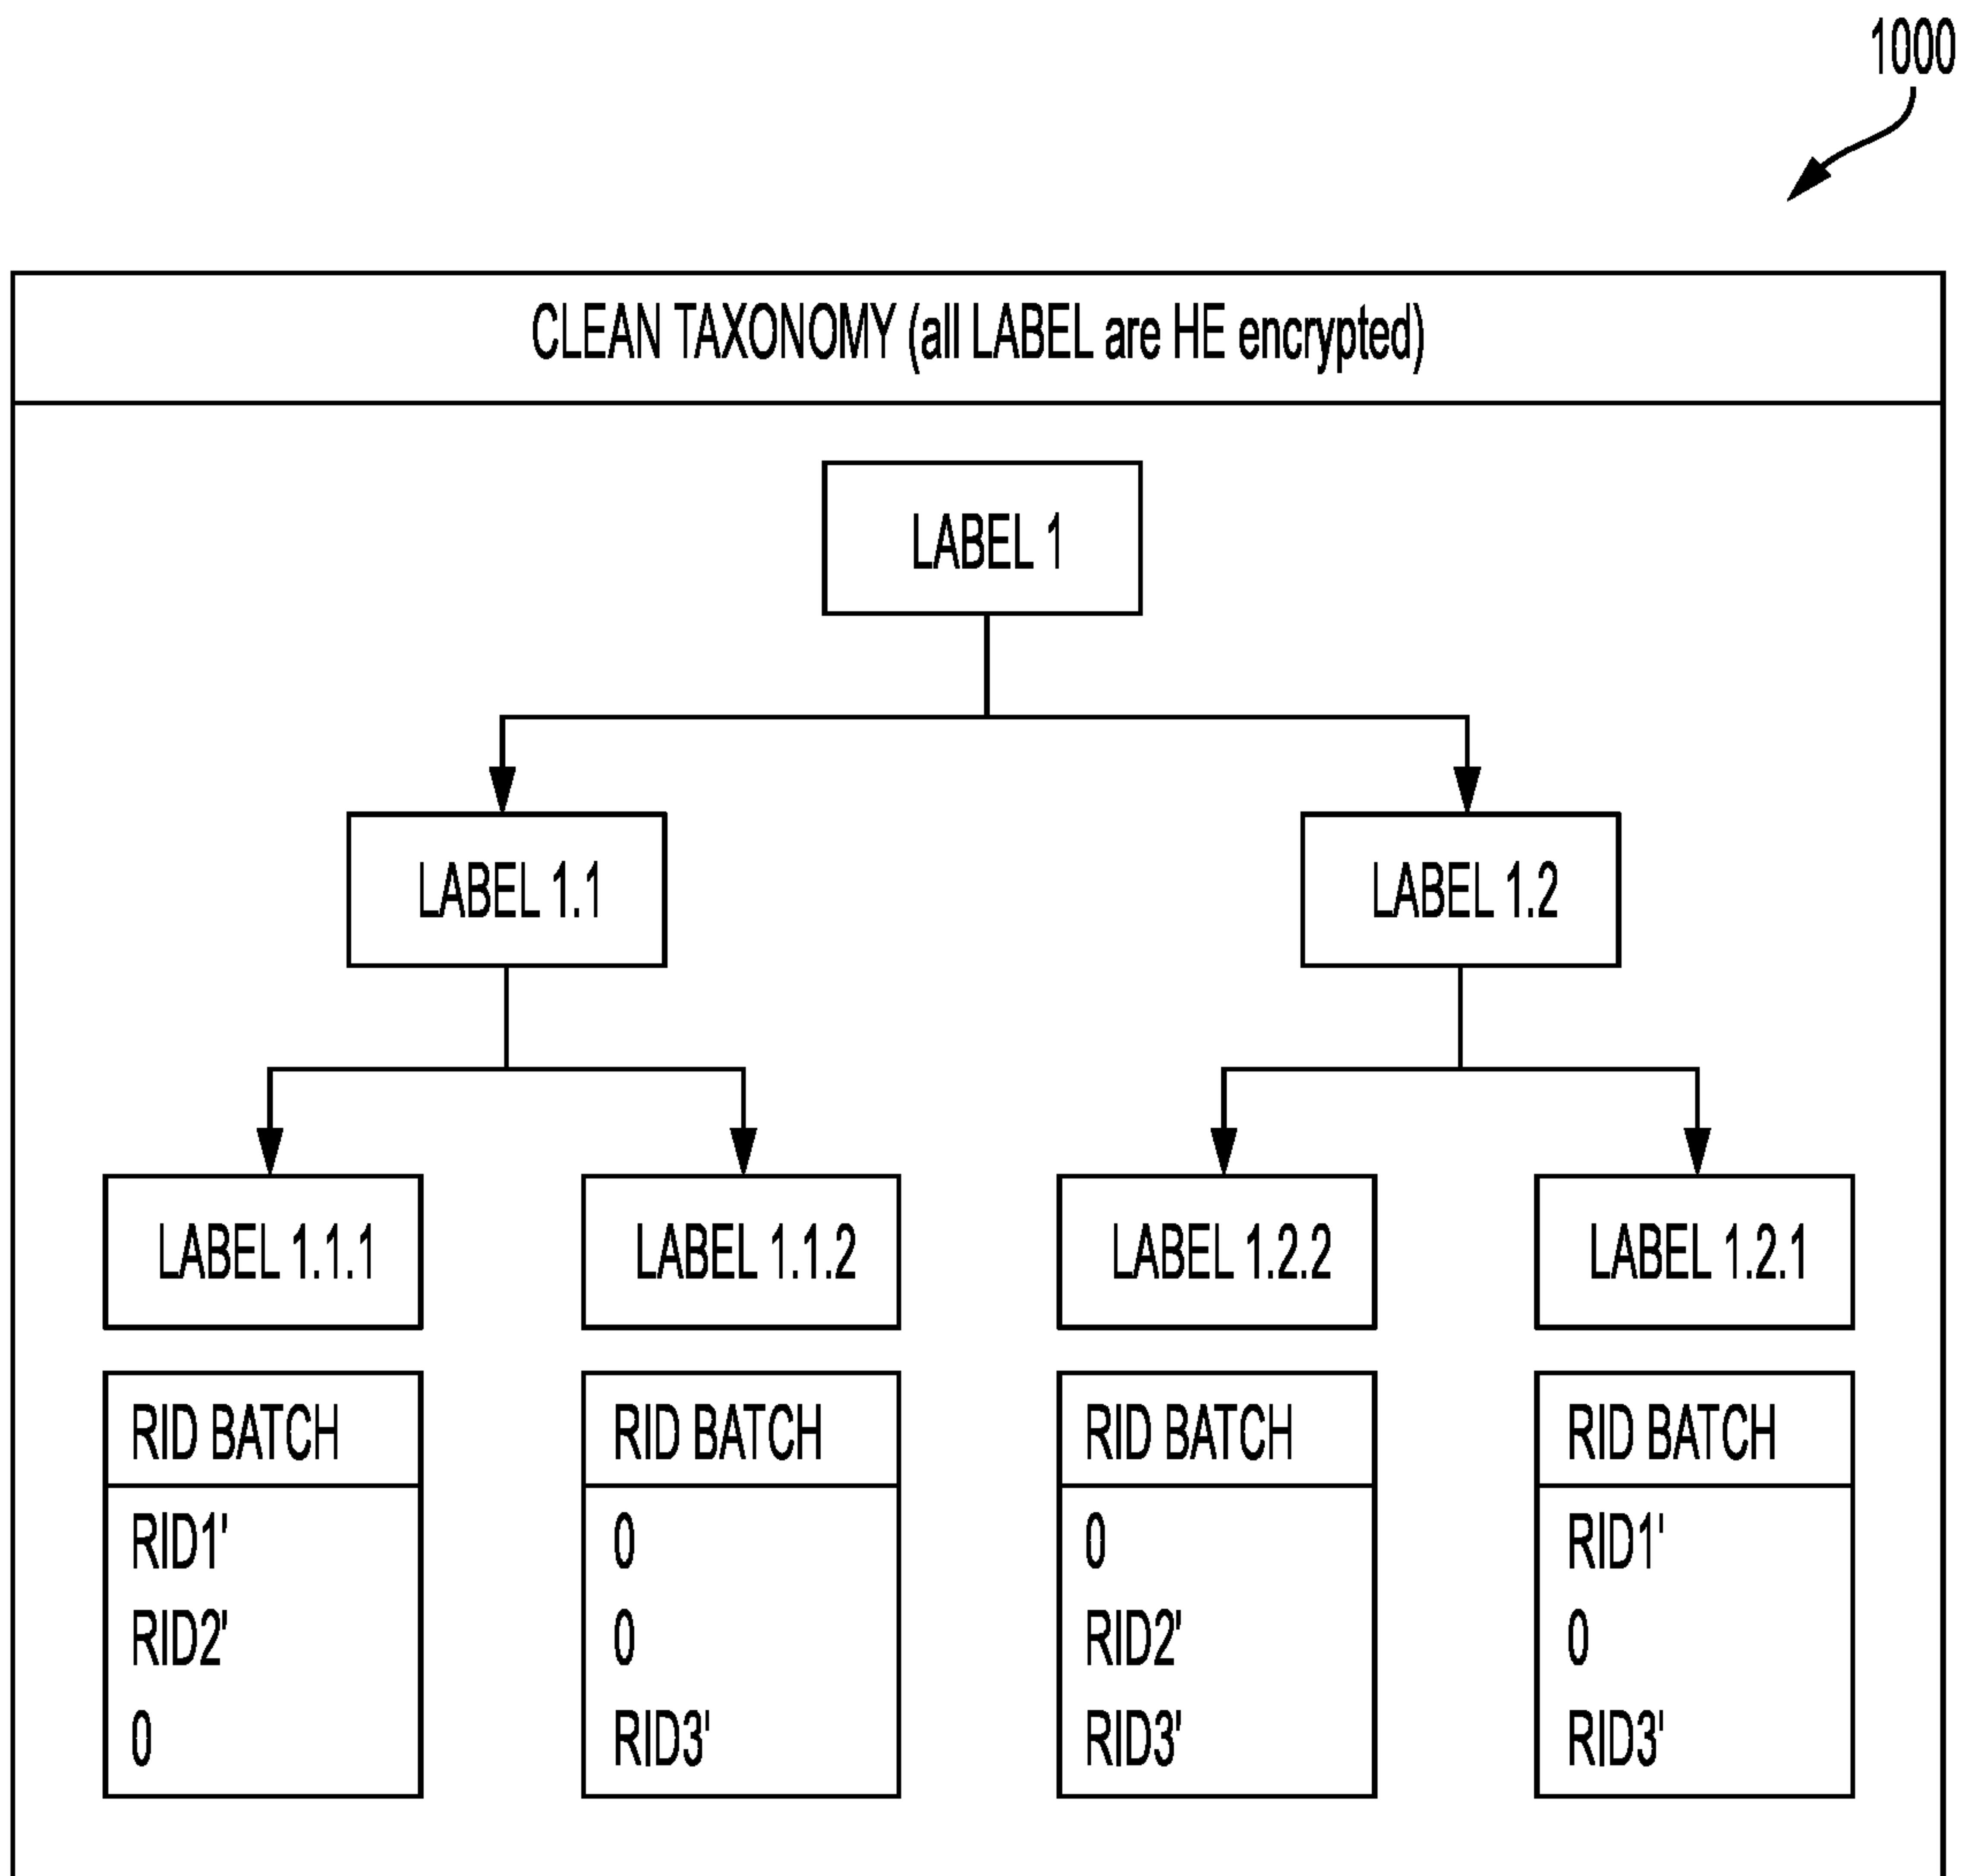 1000
CLEAN TAXONOMY (all LABEL are HE encrypted)
LABEL 1
LABEL 1.1
LABEL 1.2
LABEL 1.1.1
LABEL 1.1.2
LABEL 1.2.2
LABEL 1.2.1
RID BATCH
RID1'
RID2'
0
RID BATCH
0
0
RID3'
RID BATCH
0
RID2'
RID3'
RID BATCH
RID1'
0
RID3'